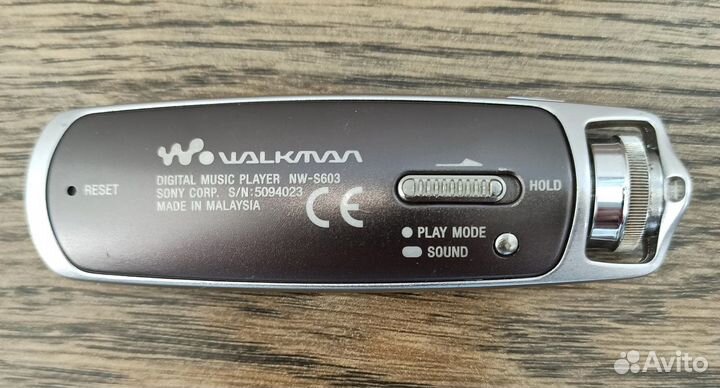 WALKMAN
DIGITAL MUSIC PLAYER NW-S603
SONY CORP. S/N:5094023
MADE IN MALAYSIA
CE
RESET
HOLD
PLAY MODE
SOUND
Avito